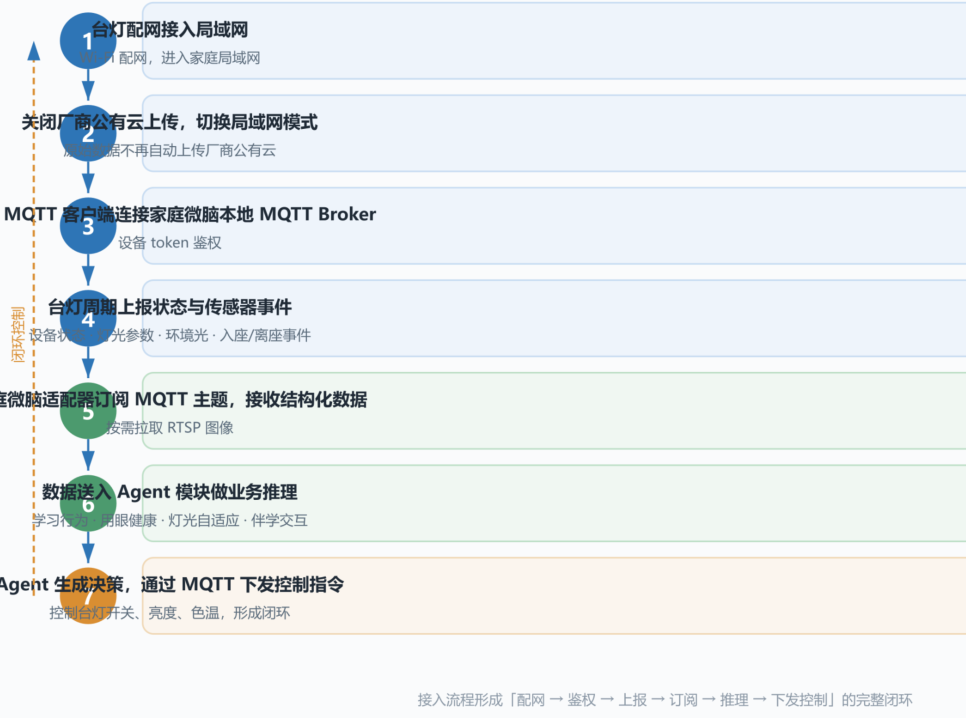 1
台灯配网接入局域网
配网，进入家庭局域网
2
关闭厂商公有云上传，切换局域网模式
数据不再自动上传厂商公有云
3
MQTT 客户端连接家庭微脑本地 MQTT Broker
设备 token 鉴权
4
台灯周期上报状态与传感器事件
设备状态 · 灯光参数 · 环境光 · 入座/离座事件
闭环控制
5
庭微脑适配器订阅 MQTT 主题，接收结构化数据
按需拉取 RTSP 图像
6
数据送入 Agent 模块做业务推理
学习行为 · 用眼健康 · 灯光自适应 · 伴学交互
7
Agent 生成决策，通过 MQTT 下发控制指令
控制台灯开关、亮度、色温，形成闭环
接入流程形成「配网 → 鉴权 → 上报 → 订阅 → 推理 → 下发控制」的完整闭环